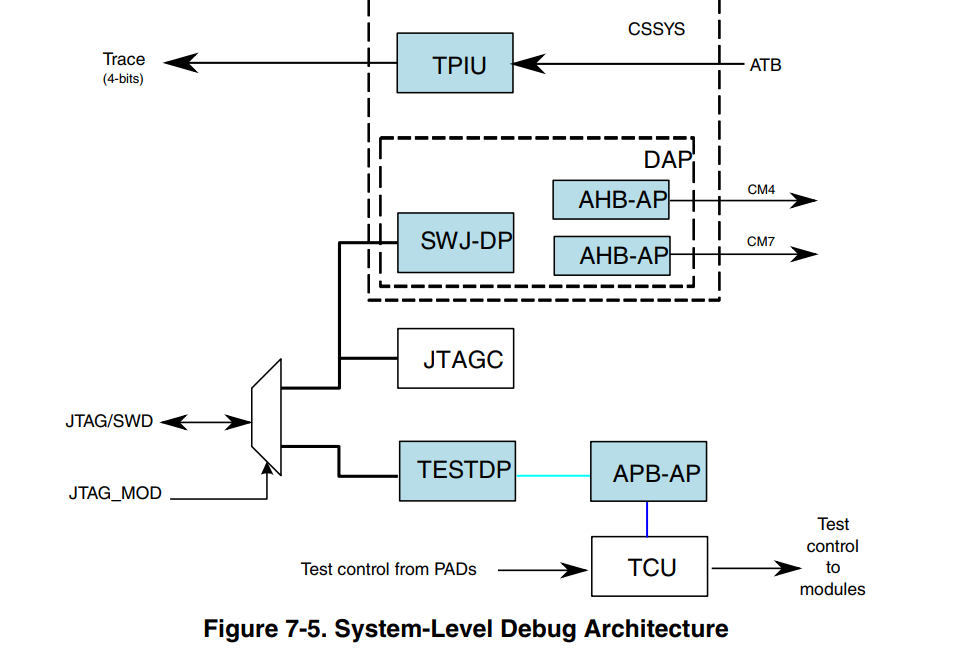 CSSYS
Trace
(4-bits)
TPIU
ATB
DAP
AHB-AP
CM4
SWJ-DP
AHB-AP
CM7
JTAGC
JTAG/SWD
TESTDP
APB-AP
JTAG_MOD
Test control from PADs
TCU
Test
control
to
modules
Figure 7-5. System-Level Debug Architecture